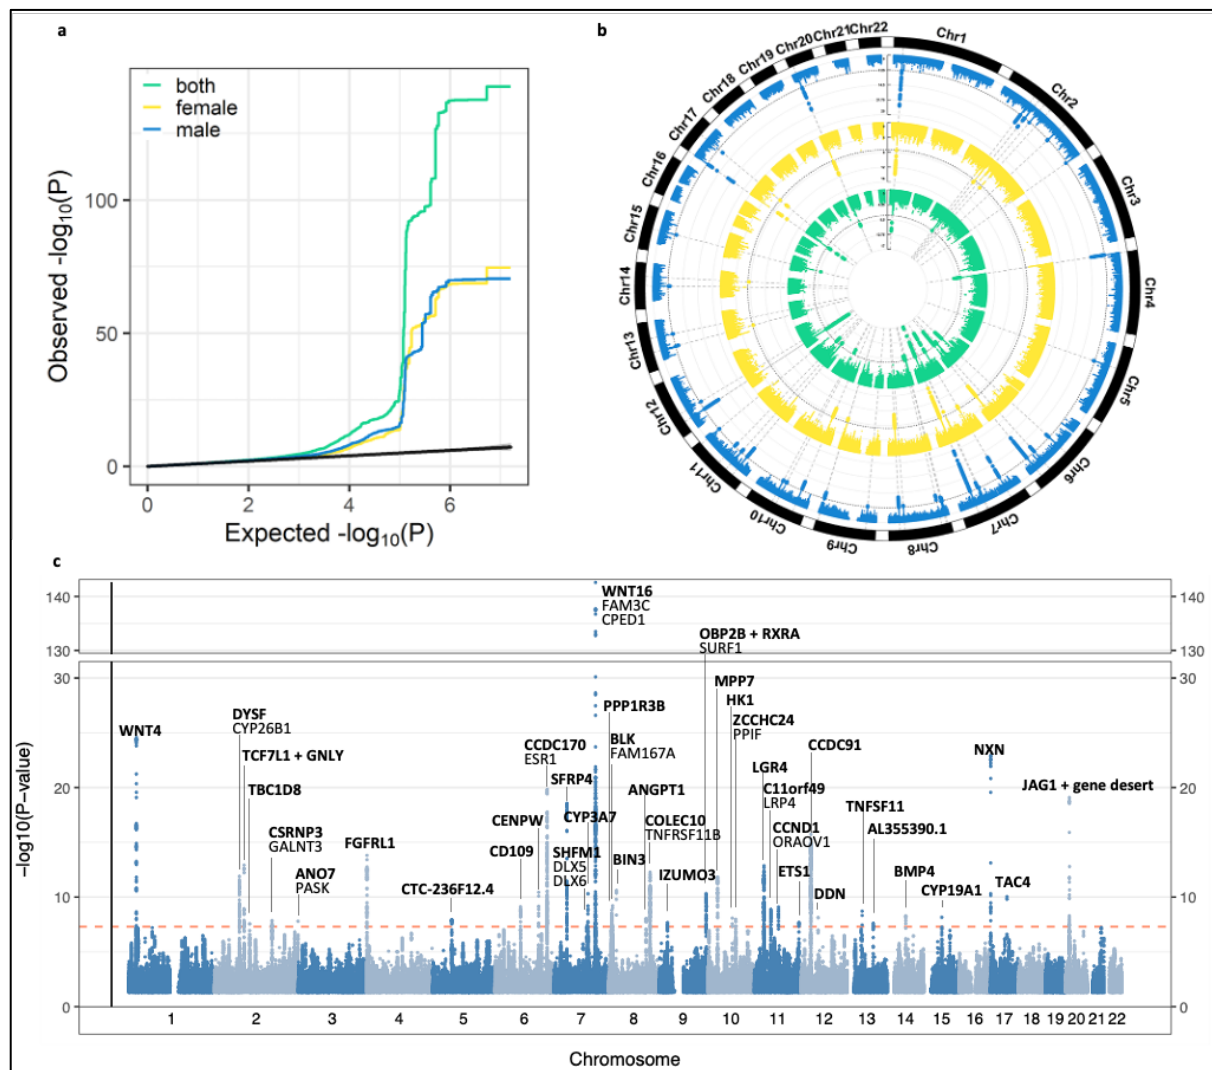 a
both
female
male
100
50
0
0
2
4
6
Observed -log10(P)
Expected -log10(P)
b
Chr1
Chr2
Chr3
Chr4
Chr5
Chr6
Chr7
Chr8
Chr9
Chr10
Chr11
Chr12
Chr13
Chr14
Chr15
Chr16
Chr17
Chr18
Chr19
Chr20
Chr21
Chr22
c
140
130
30
20
10
0
140
130
30
20
10
0
−log10(P−value)
WNT16
FAM3C
CPED1
OBP2B + RXRA
SURF1
WNT4
DYSF
CYP26B1
TCF7L1 + GNLY
TBC1D8
CSRNP3
GALNT3
ANO7
PASK
FGFRL1
CTC-236F12.4
CD109
CENPW
CCDC170
ESR1
SFRP4
CYP3A7
SHFM1
DLX5
DLX6
PPP1R3B
BLK
FAM167A
BIN3
ANGPT1
COLEC10
TNFRSF11B
IZUMO3
MPP7
HK1
ZCCHC24
PPIF
LGR4
C11orf49
LRP4
CCND1
ORAOV1
ETS1
CCDC91
DDN
TNFSF11
AL355390.1
BMP4
CYP19A1
NXN
TAC4
JAG1 + gene desert
1 2 3 4 5 6 7 8 9 10 11 12 13 14 15 16 17 18 19 20 21 22
Chromosome